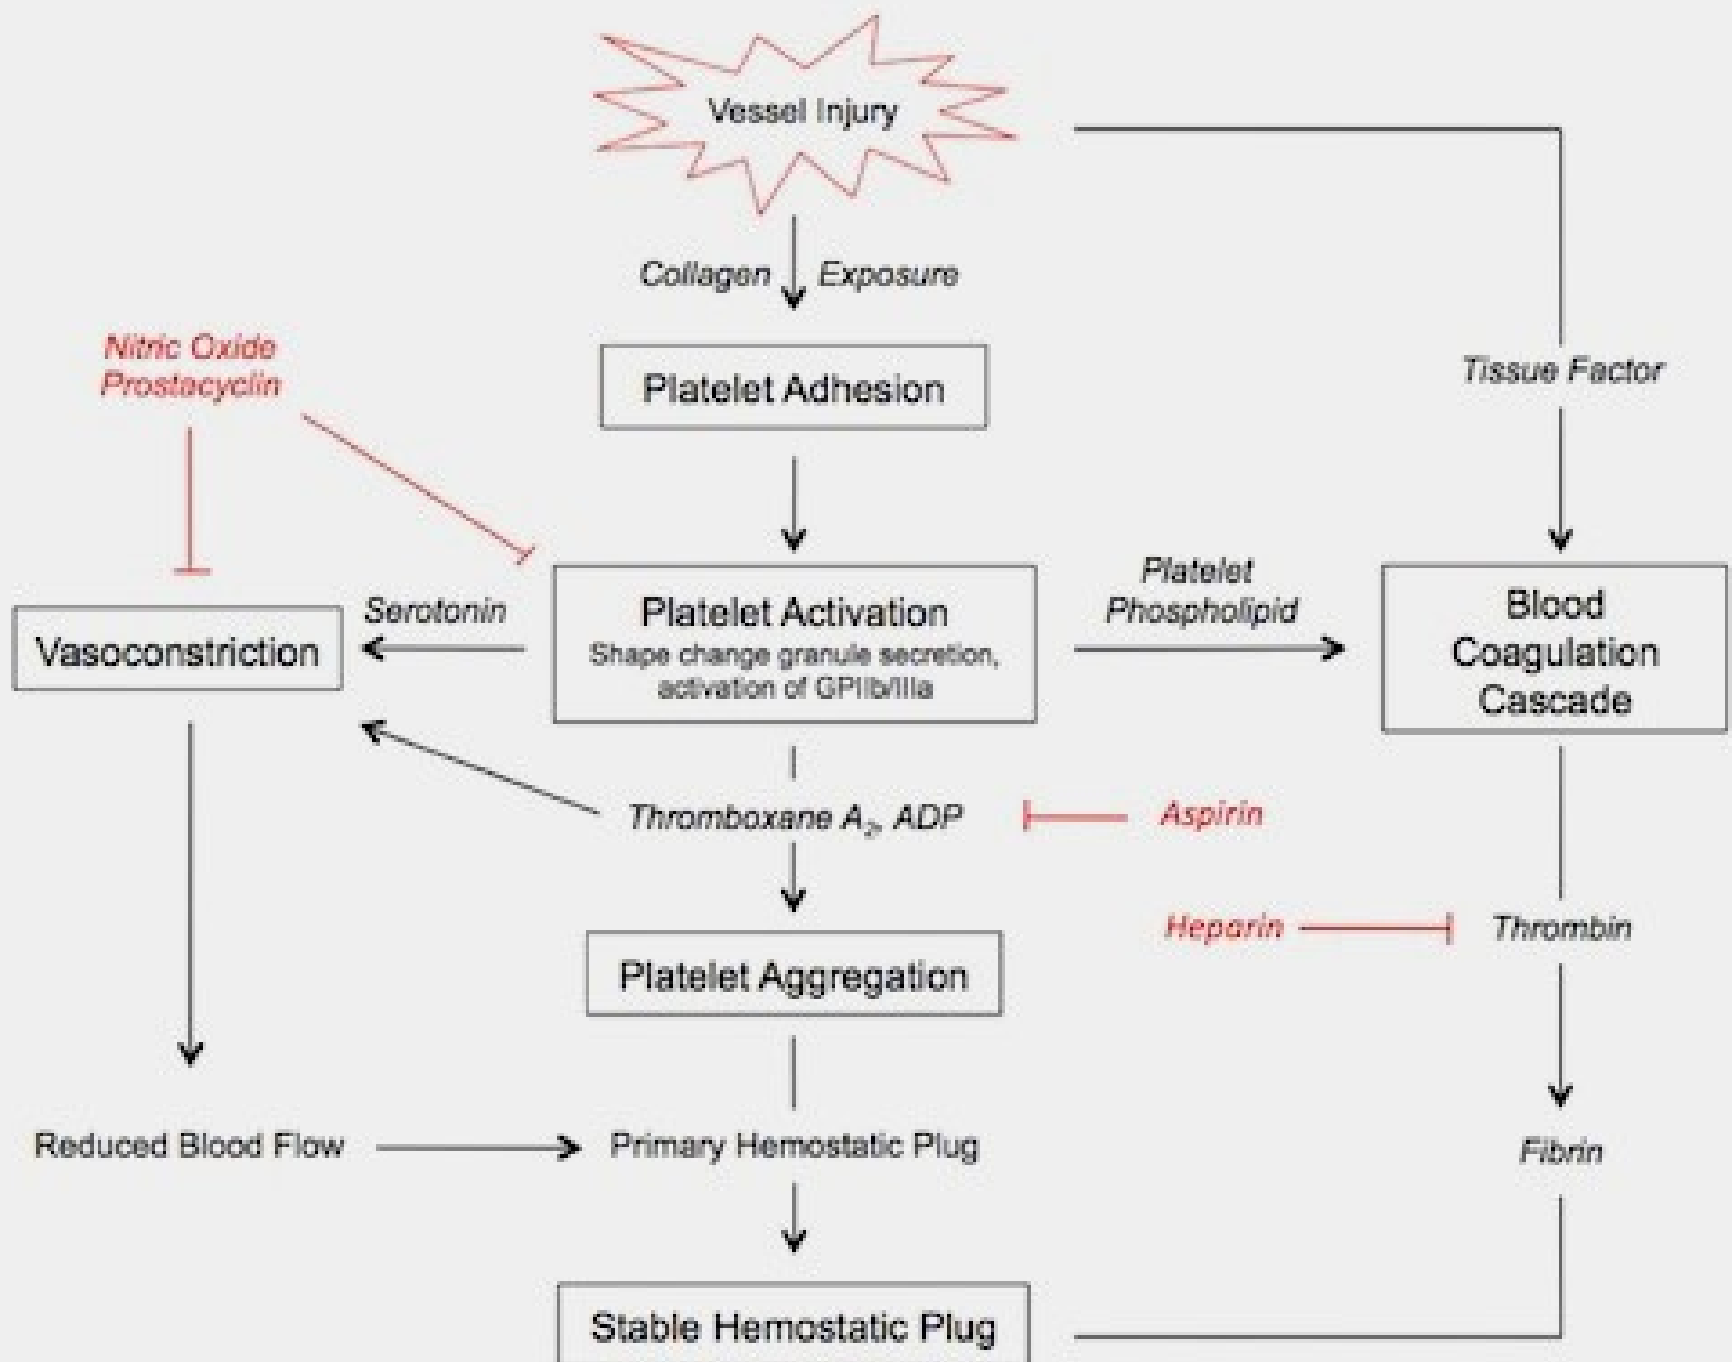 Vessel Injury
Collagen Exposure
Nitric Oxide
Prostacyclin
Platelet Adhesion
Tissue Factor
Serotonin
Vasoconstriction
Platelet Activation
Shape change granule secretion,
activation of GPIIb/IIIa
Platelet
Phospholipid
Blood
Coagulation
Cascade
Thromboxane A₂, ADP
Aspirin
Heparin
Thrombin
Platelet Aggregation
Reduced Blood Flow
Primary Hemostatic Plug
Fibrin
Stable Hemostatic Plug